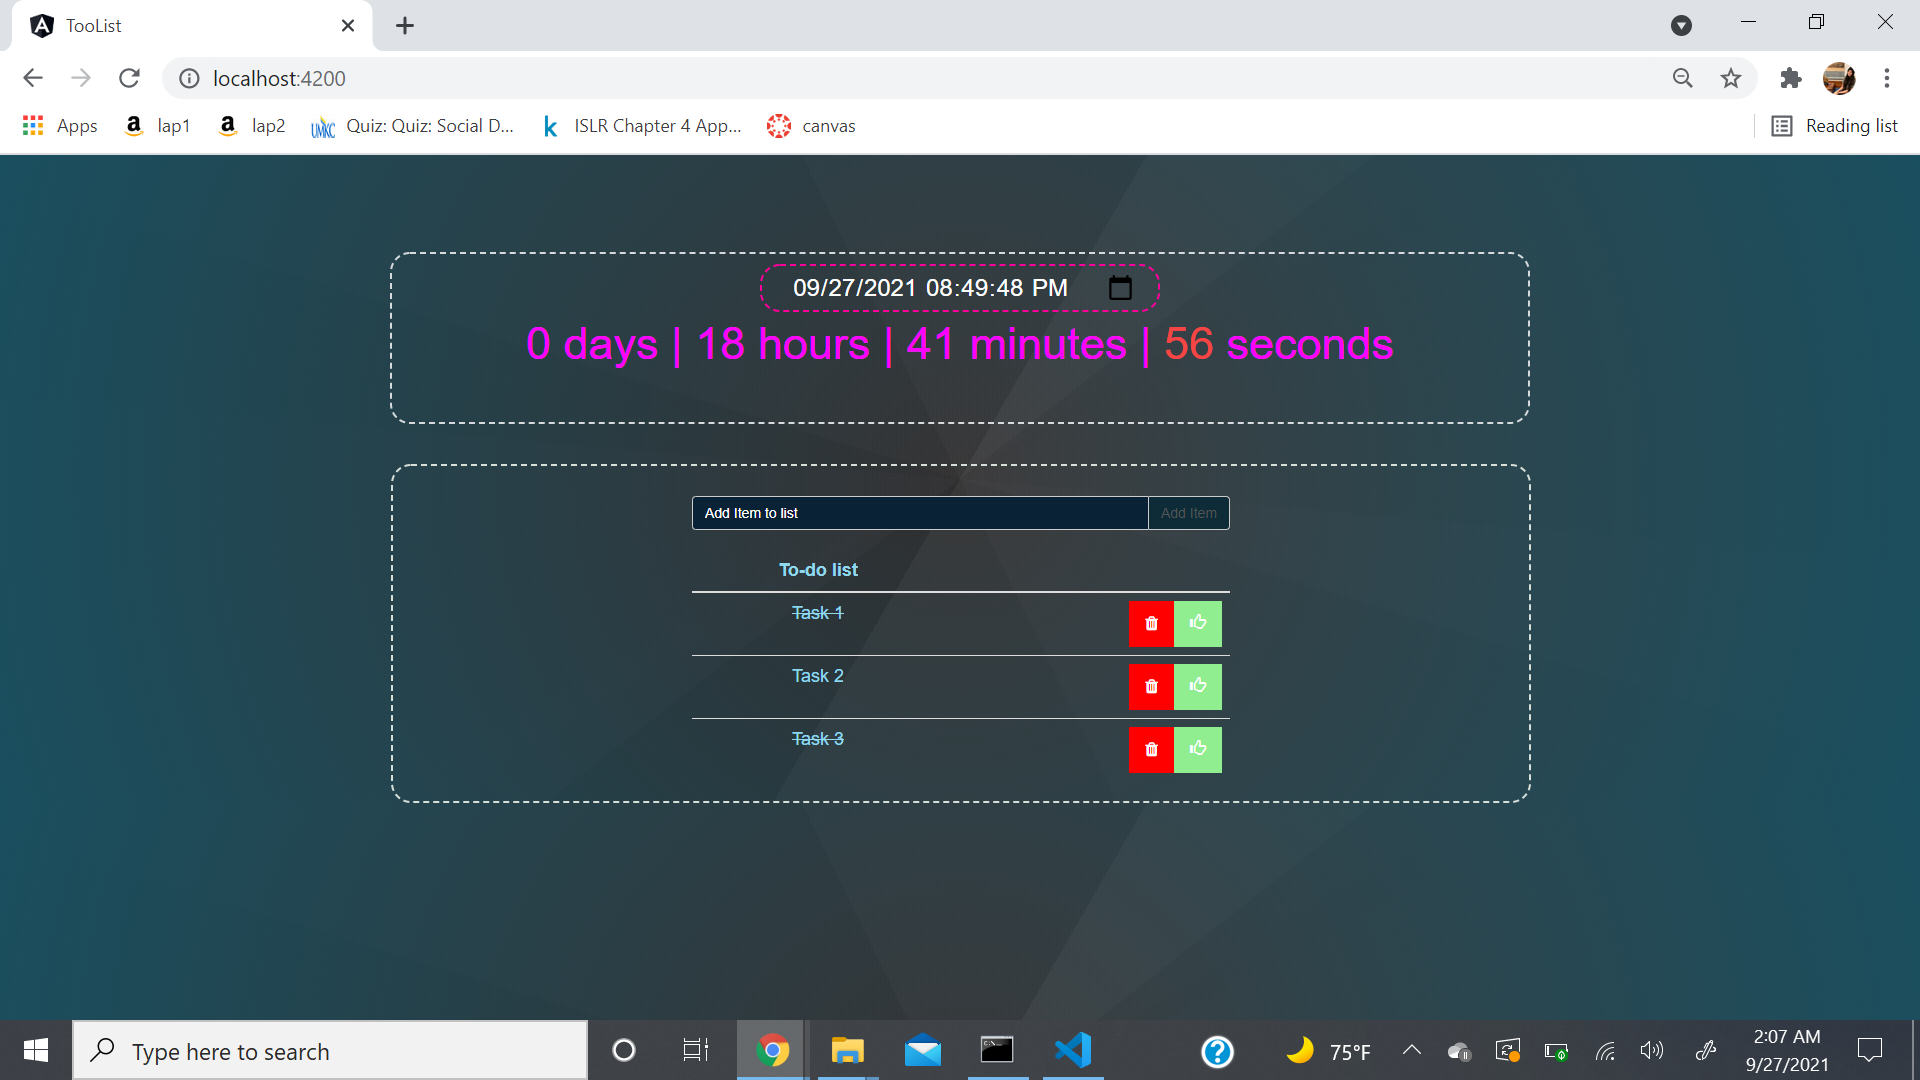 TooList
localhost:4200
Apps lap1 lap2 Quiz: Quiz: Social D... ISLR Chapter 4 App... canvas Reading list
09/27/2021 08:49:48 PM
0 days | 18 hours | 41 minutes | 56 seconds
Add Item to list Add Item
To-do list
Task 1
Task 2
Task 3
Type here to search
75°F
2:07 AM
9/27/2021